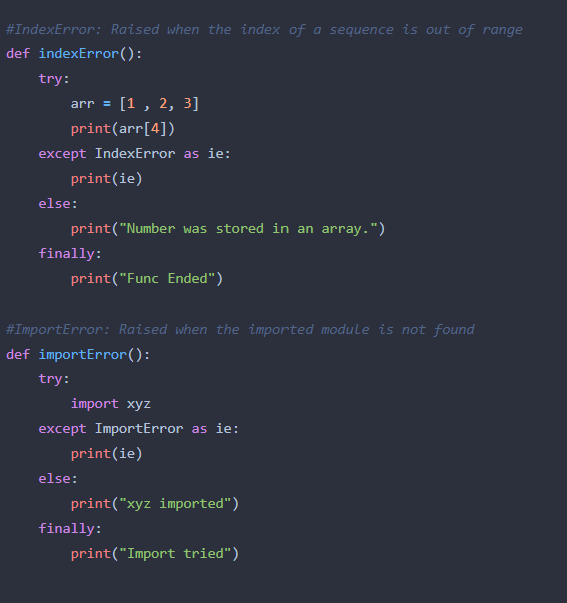 #IndexError: Raised when the index of a sequence is out of range
def indexError():
    try:
        arr = [1 , 2, 3]
        print(arr[4])
    except IndexError as ie:
        print(ie)
    else:
        print("Number was stored in an array.")
    finally:
        print("Func Ended")

#ImportError: Raised when the imported module is not found
def importError():
    try:
        import xyz
    except ImportError as ie:
        print(ie)
    else:
        print("xyz imported")
    finally:
        print("Import tried")